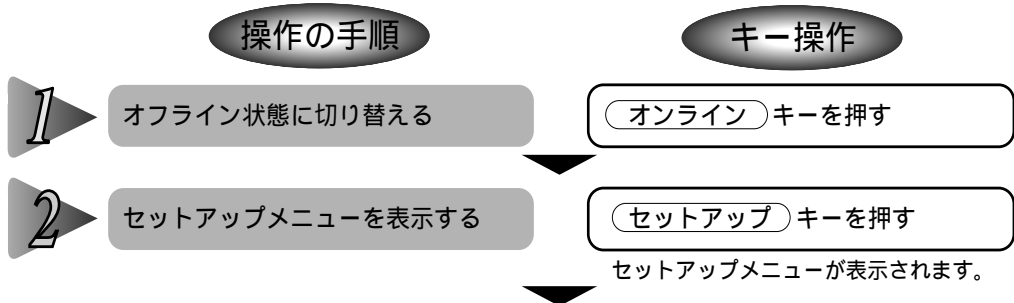 操作の手順 キー操作
1 オフライン状態に切り替える オンライン キーを押す
2 セットアップメニューを表示する セットアップ キーを押す
セットアップメニューが表示されます。